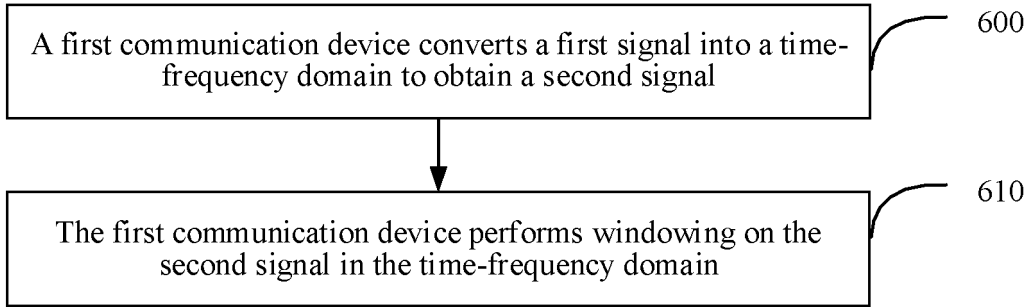 A first communication device converts a first signal into a time-
frequency domain to obtain a second signal
600
The first communication device performs windowing on the
second signal in the time-frequency domain
610